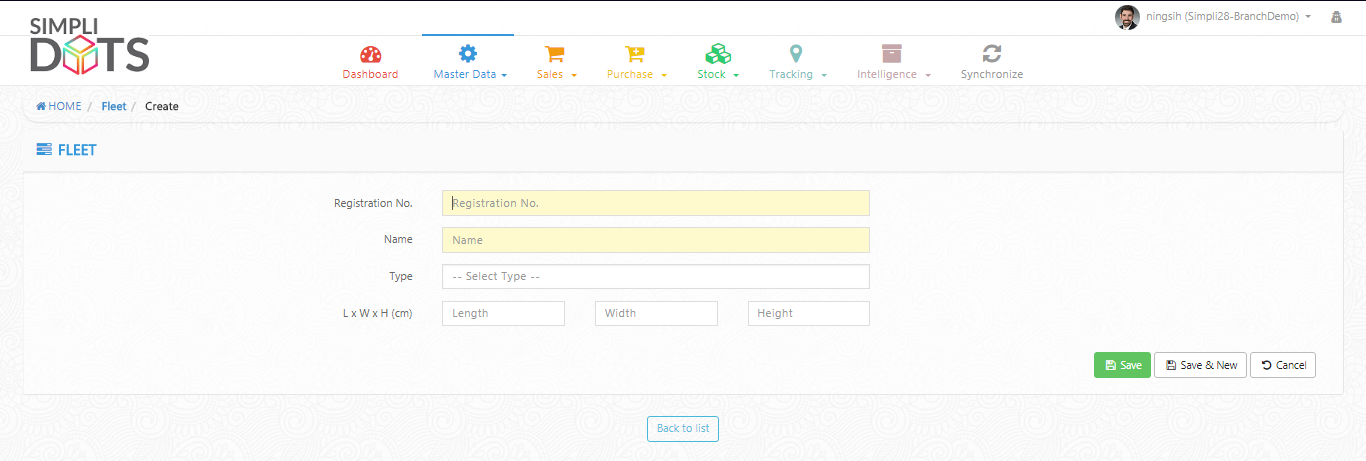 ningsih (Simpli28-BranchDemo)
SIMPLI
DOTS
Dashboard Master Data Sales Purchase Stock Tracking Intelligence Synchronize
HOME / Fleet / Create
FLEET
Registration No. Registration No.
Name Name
Type -- Select Type --
L x W x H (cm) Length Width Height
Save Save & New Cancel
Back to list